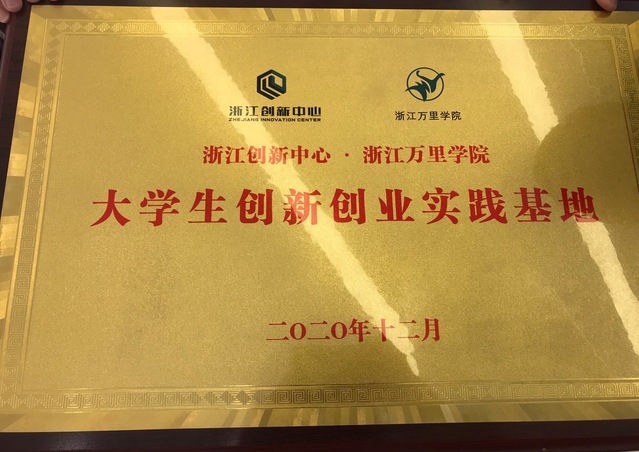 浙江创新中心
ZHEJIANG INNOVATION CENTER
浙江万里学院
浙江创新中心·浙江万里学院
大学生创新创业实践基地
二〇二〇年十二月